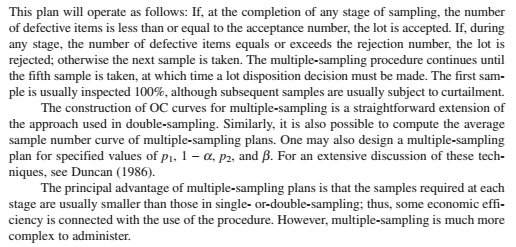 This plan will operate as follows: If, at the completion of any stage of sampling, the number
of defective items is less than or equal to the acceptance number, the lot is accepted. If, during
any stage, the number of defective items equals or exceeds the rejection number, the lot is
rejected; otherwise the next sample is taken. The multiple-sampling procedure continues until
the fifth sample is taken, at which time a lot disposition decision must be made. The first sam-
ple is usually inspected 100%, although subsequent samples are usually subject to curtailment.
The construction of OC curves for multiple-sampling is a straightforward extension of
the approach used in double-sampling. Similarly, it is also possible to compute the average
sample number curve of multiple-sampling plans. One may also design a multiple-sampling
plan for specified values of p₁, 1 − α, p₂, and β. For an extensive discussion of these tech-
niques, see Duncan (1986).
The principal advantage of multiple-sampling plans is that the samples required at each
stage are usually smaller than those in single- or-double-sampling; thus, some economic effi-
ciency is connected with the use of the procedure. However, multiple-sampling is much more
complex to administer.